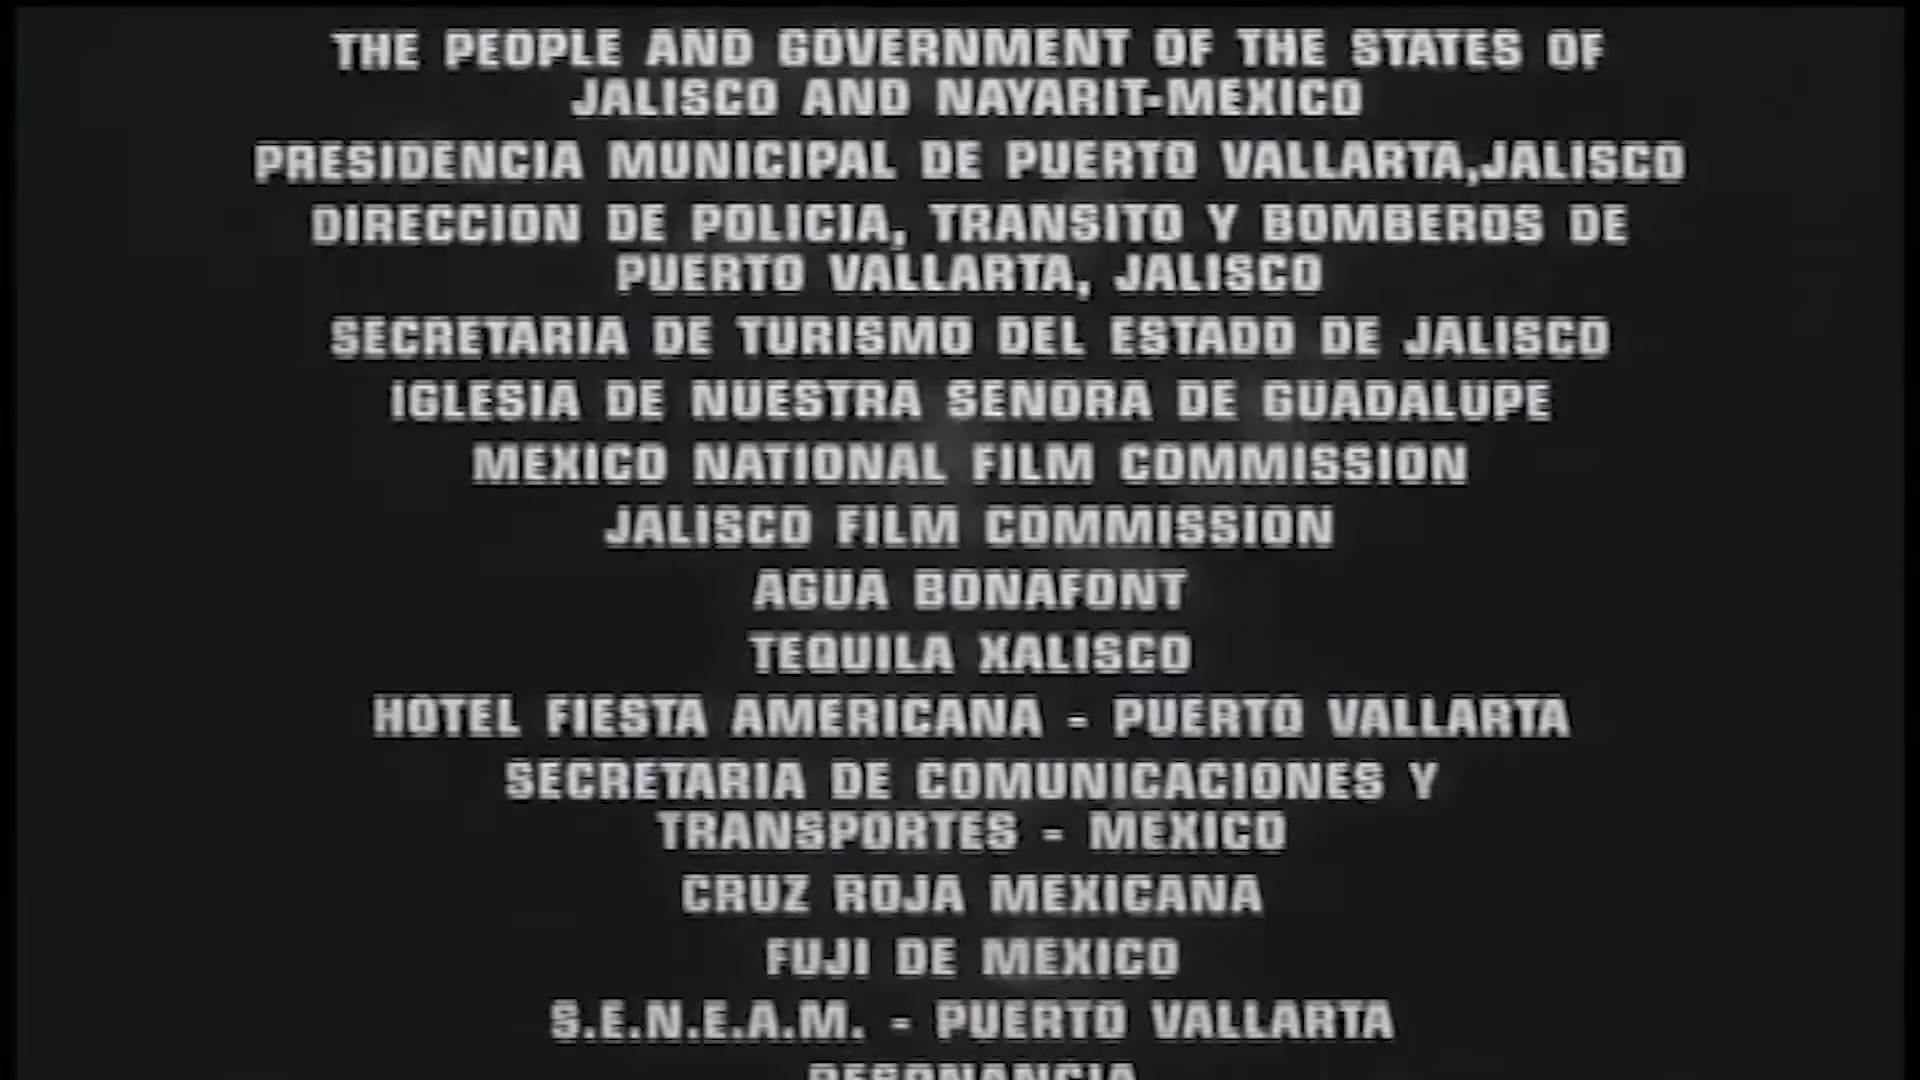 THE PEOPLE AND GOVERNMENT OF THE STATES OF
JALISCO AND NAYARIT-MEXICO
PRESIDENCIA MUNICIPAL DE PUERTO VALLARTA,JALISCO
DIRECCION DE POLICIA, TRANSITO Y BOMBEROS DE
PUERTO VALLARTA, JALISCO
SECRETARIA DE TURISMO DEL ESTADO DE JALISCO
IGLESIA DE NUESTRA SENORA DE GUADALUPE
MEXICO NATIONAL FILM COMMISSION
JALISCO FILM COMMISSION
AGUA BONAFONT
TEQUILA XALISCO
HOTEL FIESTA AMERICANA - PUERTO VALLARTA
SECRETARIA DE COMUNICACIONES Y
TRANSPORTES - MEXICO
CRUZ ROJA MEXICANA
FUJI DE MEXICO
S.E.N.E.A.M. - PUERTO VALLARTA
RESONANCIA